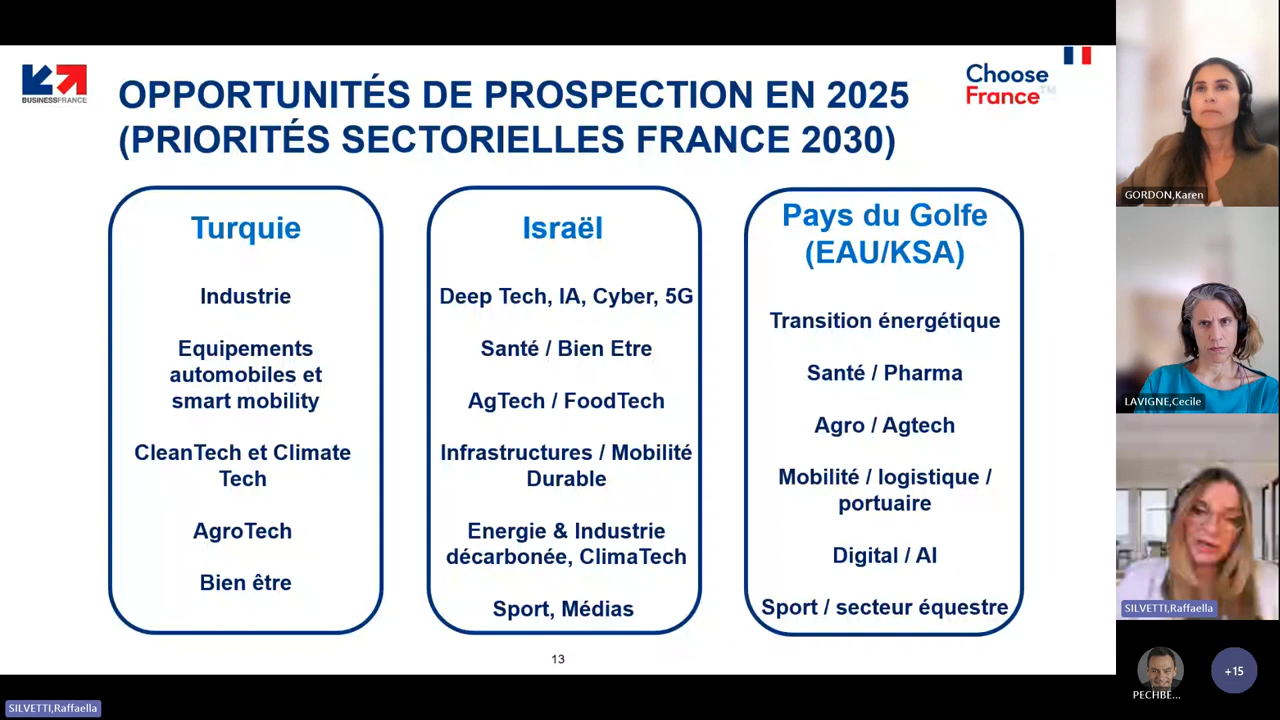 BUSINESSFRANCE
OPPORTUNITÉS DE PROSPECTION EN 2025
(PRIORITÉS SECTORIELLES FRANCE 2030)
Choose
France™
Turquie
Industrie
Equipements
automobiles et
smart mobility
CleanTech et Climate
Tech
AgroTech
Bien être
Israël
Deep Tech, IA, Cyber, 5G
Santé / Bien Etre
AgTech / FoodTech
Infrastructures / Mobilité
Durable
Energie & Industrie
décarbonée, ClimaTech
Sport, Médias
Pays du Golfe
(EAU/KSA)
Transition énergétique
Santé / Pharma
Agro / Agtech
Mobilité / logistique /
portuaire
Digital / AI
Sport / secteur équestre
13
GORDON,Karen
LAVIGNE,Cecile
SILVETTI,Raffaella
PECHBE...
+15
SILVETTI,Raffaella